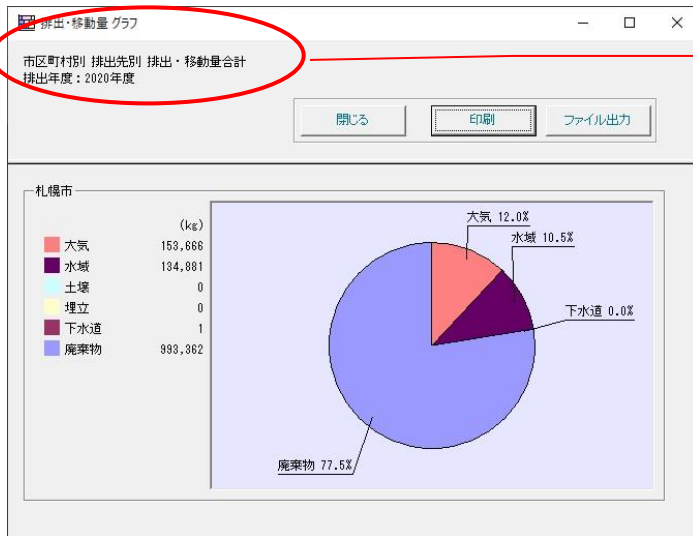 排出・移動量 グラフ
市区町村別 排出先別 排出・移動量合計
排出年度：2020年度
閉じる 印刷 ファイル出力
札幌市
(kg)
大気 153,666
水域 134,881
土壌 0
埋立 0
下水道 1
廃棄物 993,362
大気 12.0%
水域 10.5%
下水道 0.0%
廃棄物 77.5%